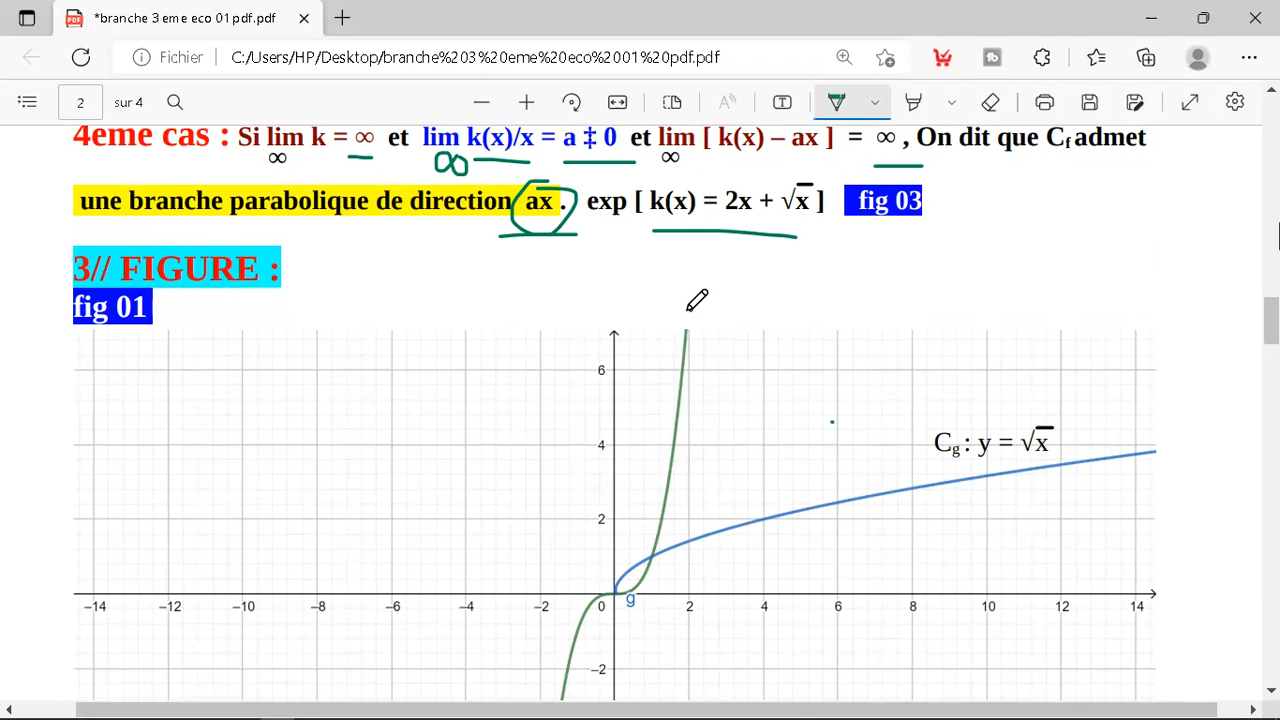 *branche 3 eme eco 01 pdf.pdf
Fichier C:/Users/HP/Desktop/branche%203%20eme%20eco%2001%20pdf.pdf
2 sur 4
4eme cas : Si lim k = ∞ et lim k(x)/x = a ‡ 0 et lim [ k(x) – ax ] = ∞ , On dit que Cf admet
∞ ∞ ∞
une branche parabolique de direction ax . exp [ k(x) = 2x + √x ] fig 03
3// FIGURE :
fig 01
6
4
Cg : y = √x
2
−14 −12 −10 −8 −6 −4 −2 0 g 2 4 6 8 10 12 14
−2